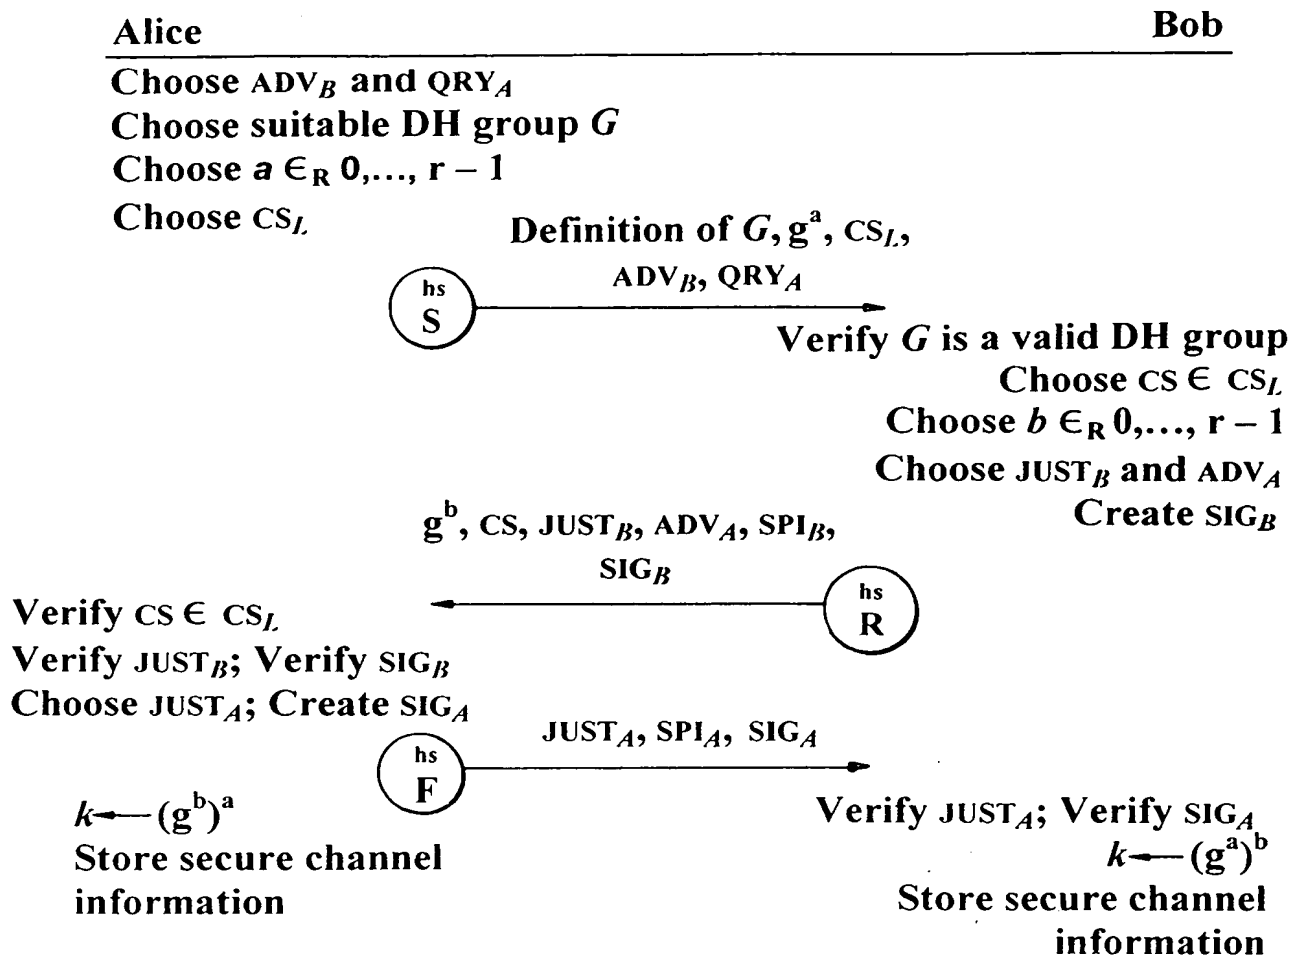 Alice Bob
Choose ADV_B and QRY_A
Choose suitable DH group G
Choose a ∈_R 0,..., r − 1
Choose CS_L
Definition of G, g^a, CS_L,
ADV_B, QRY_A
hs
S
Verify G is a valid DH group
Choose CS ∈ CS_L
Choose b ∈_R 0,..., r − 1
Choose JUST_B and ADV_A
Create SIG_B
g^b, CS, JUST_B, ADV_A, SPI_B,
SIG_B
hs
R
Verify CS ∈ CS_L
Verify JUST_B; Verify SIG_B
Choose JUST_A; Create SIG_A
JUST_A, SPI_A, SIG_A
hs
F
k ← (g^b)^a
Store secure channel
information
Verify JUST_A; Verify SIG_A
k ← (g^a)^b
Store secure channel
information